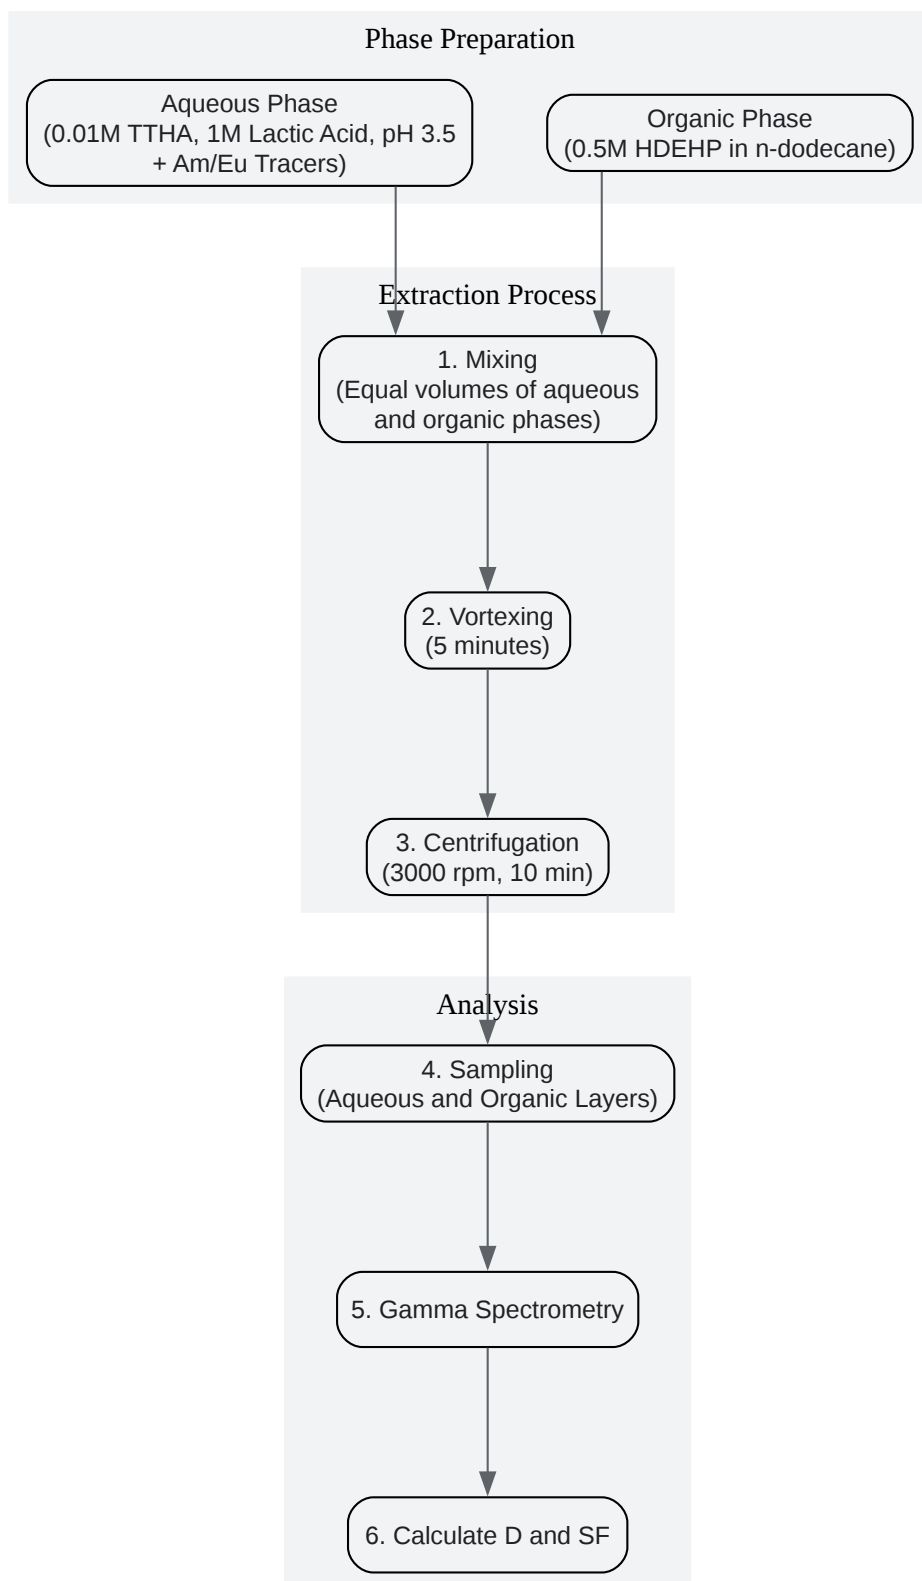 Phase Preparation
Aqueous Phase
(0.01M TTHA, 1M Lactic Acid, pH 3.5
+ Am/Eu Tracers)
Organic Phase
(0.5M HDEHP in n-dodecane)
Extraction Process
1. Mixing
(Equal volumes of aqueous
and organic phases)
2. Vortexing
(5 minutes)
3. Centrifugation
(3000 rpm, 10 min)
Analysis
4. Sampling
(Aqueous and Organic Layers)
5. Gamma Spectrometry
6. Calculate D and SF